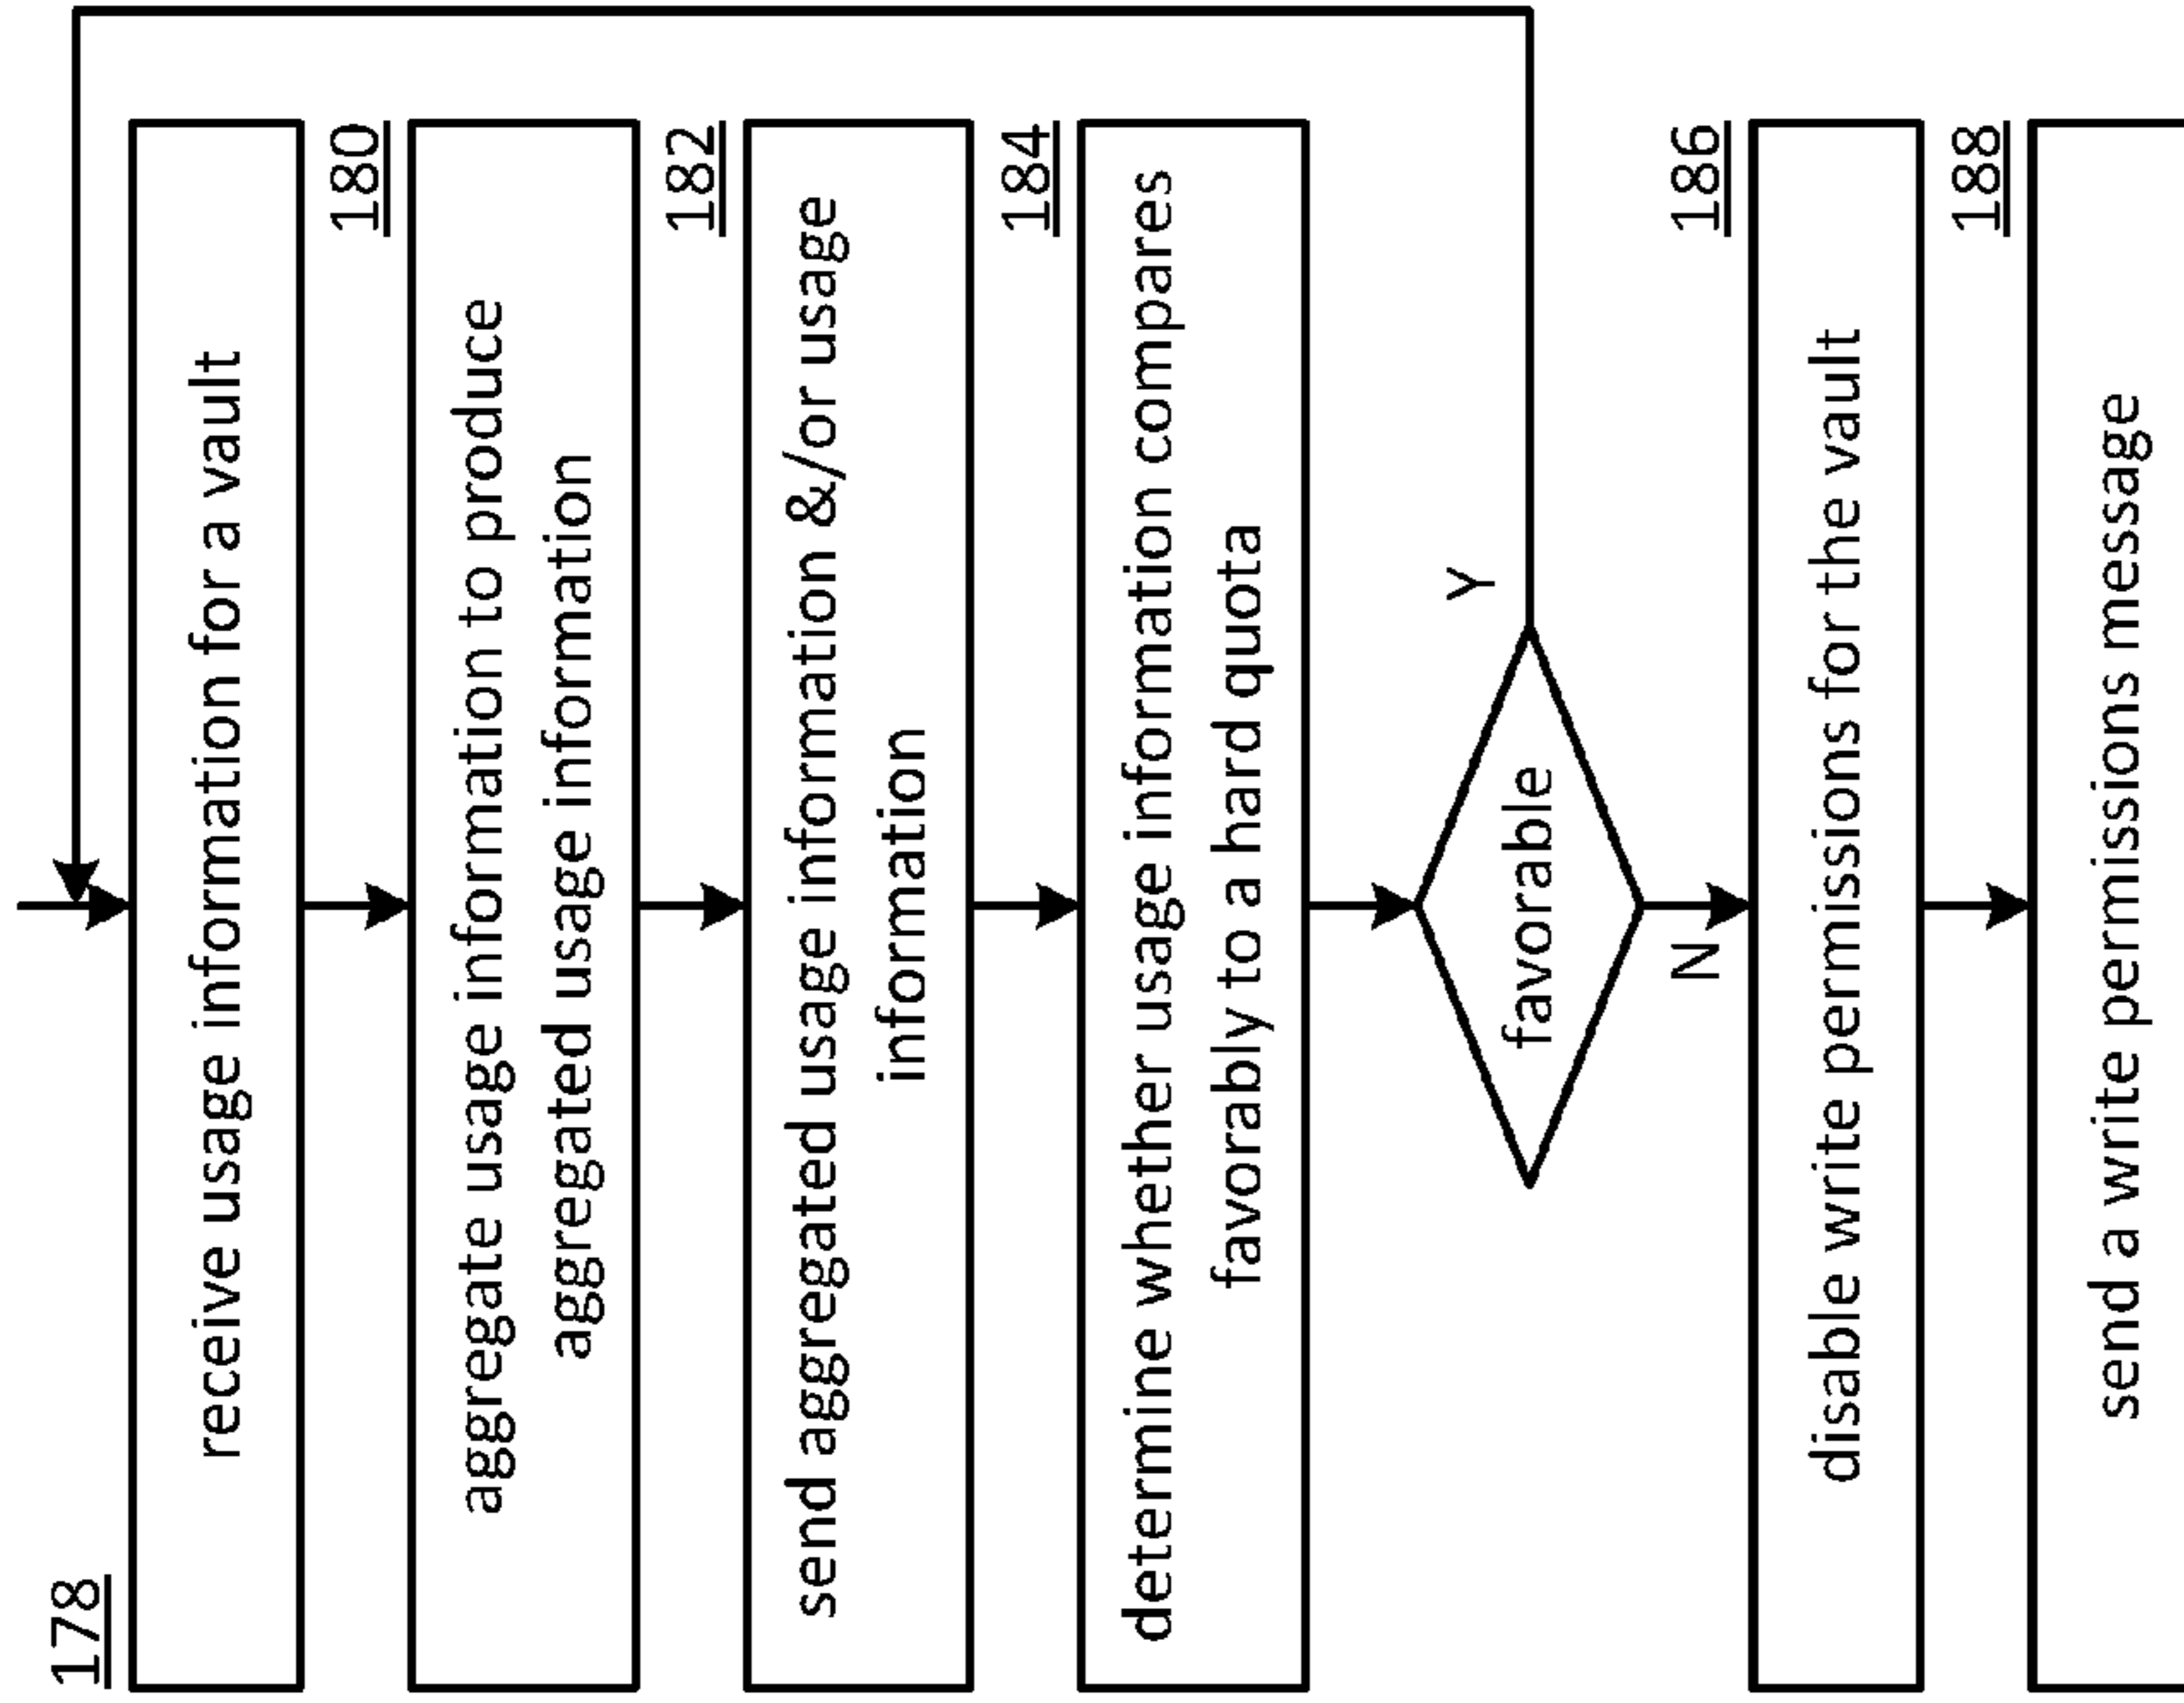 178
receive usage information for a vault
180
aggregate usage information to produce
aggregated usage information
182
send aggregated usage information &/or usage
information
184
determine whether usage information compares
favorably to a hard quota
favorable
Y
N
186
disable write permissions for the vault
188
send a write permissions message